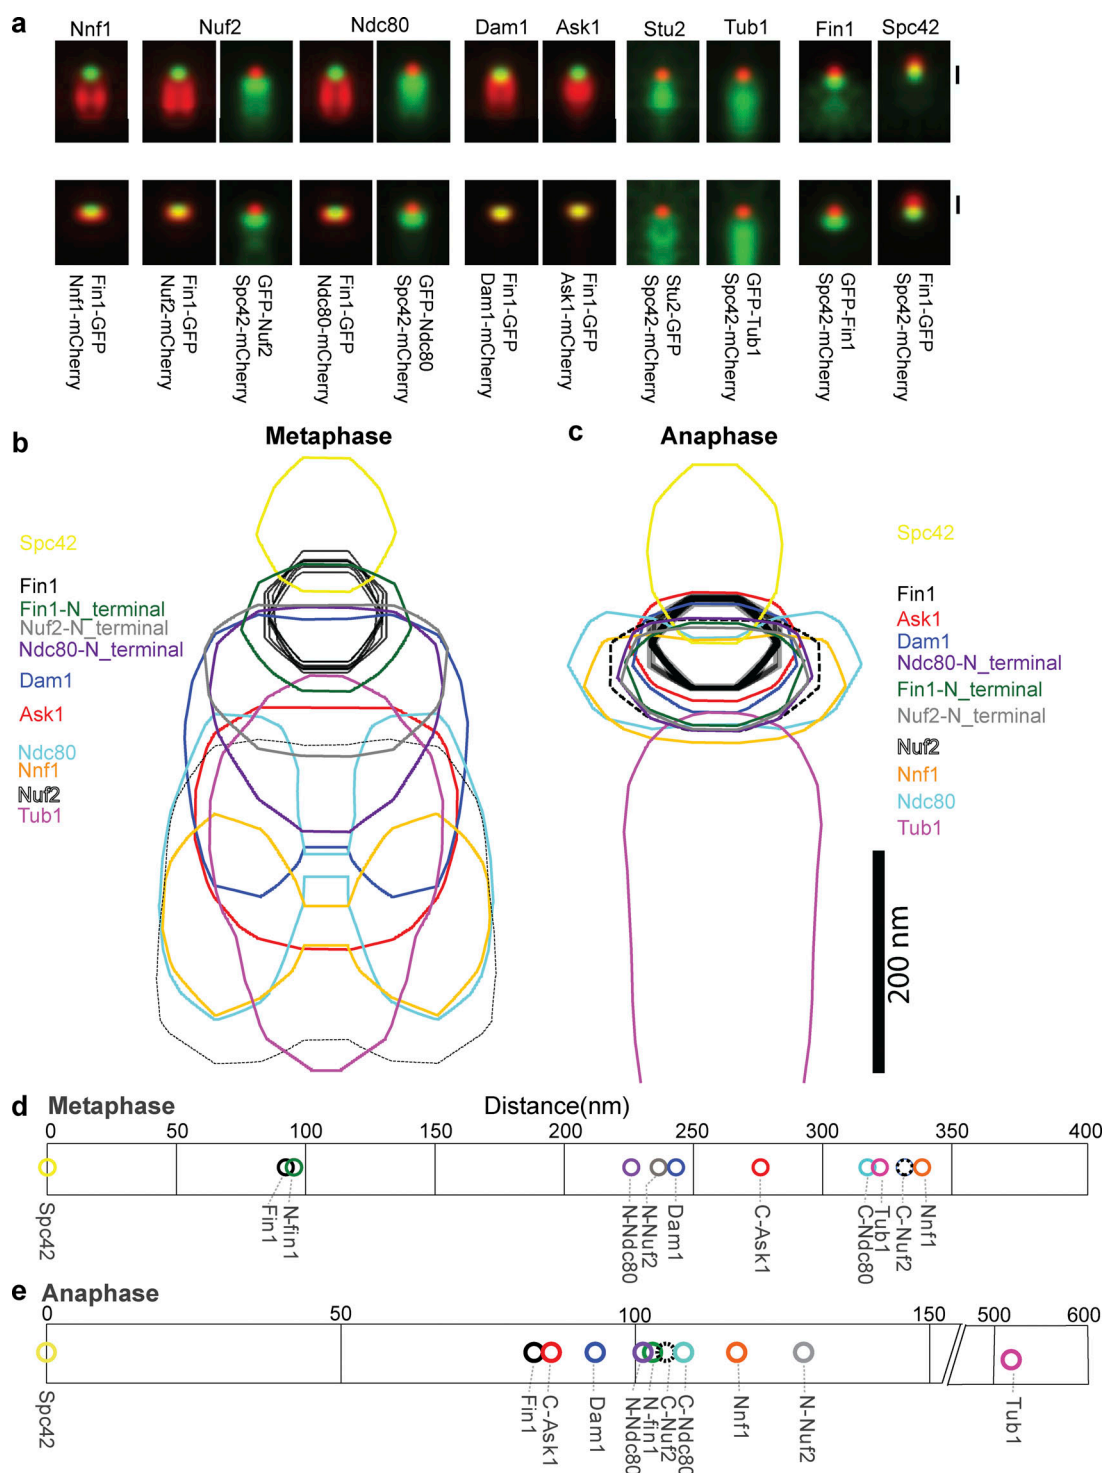 a
Nnf1 Nuf2 Ndc80 Dam1 Ask1 Stu2 Tub1 Fin1 Spc42
Fin1-GFP
Nnf1-mCherry
Fin1-GFP
Nuf2-mCherry
GFP-Nuf2
Spc42-mCherry
Fin1-GFP
Ndc80-mCherry
GFP-Ndc80
Spc42-mCherry
Fin1-GFP
Dam1-mCherry
Fin1-GFP
Ask1-mCherry
Stu2-GFP
Spc42-mCherry
GFP-Tub1
Spc42-mCherry
GFP-Fin1
Spc42-mCherry
Fin1-GFP
Spc42-mCherry
b Metaphase
Spc42
Fin1
Fin1-N_terminal
Nuf2-N_terminal
Ndc80-N_terminal
Dam1
Ask1
Ndc80
Nnf1
Nuf2
Tub1
c Anaphase
Spc42
Fin1
Ask1
Dam1
Ndc80-N_terminal
Fin1-N_terminal
Nuf2-N_terminal
Nuf2
Nnf1
Ndc80
Tub1
200 nm
d Metaphase Distance(nm)
0 50 100 150 200 250 300 350 400
Spc42
Fin1
N-fin1
N-Ndc80
N-Nuf2
Dam1
C-Ask1
C-Ndc80
Tub1
C-Nuf2
Nnf1
e Anaphase
0 50 100 150 500 600
Spc42
Fin1
C-Ask1
Dam1
N-Ndc80
N-fin1
C-Nuf2
C-Ndc80
Nnf1
N-Nuf2
Tub1